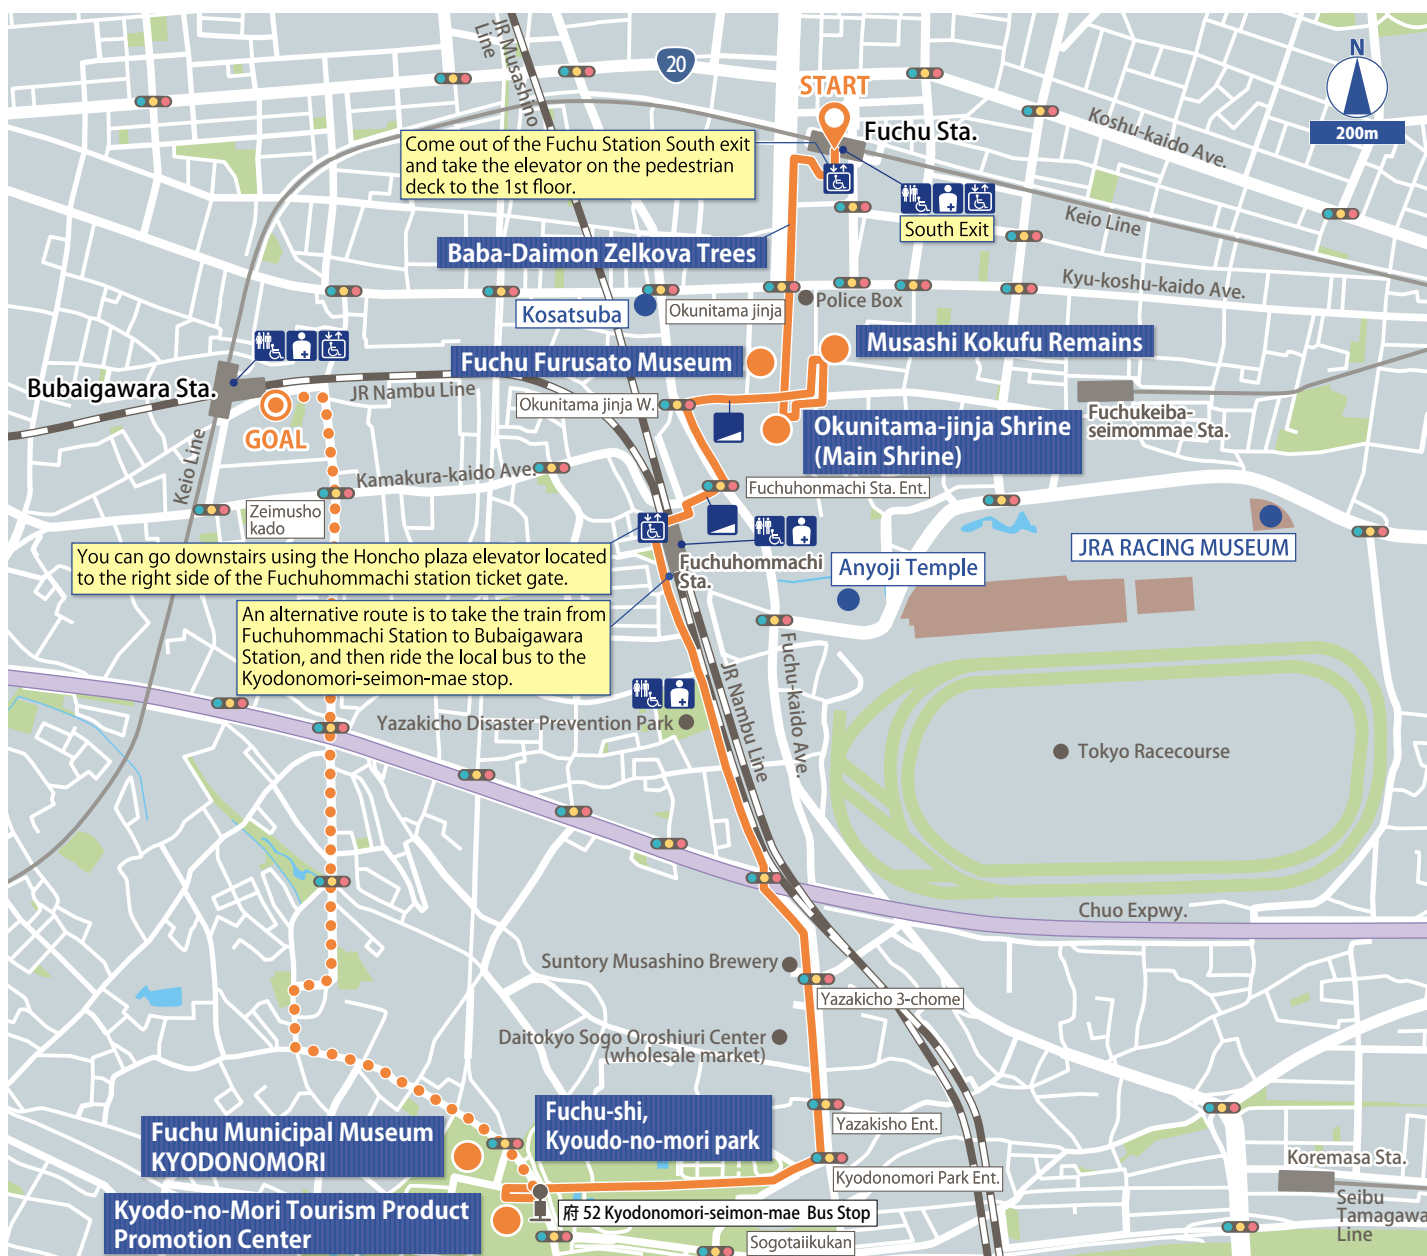 JR Musashino
Line
20
START
Fuchu Sta.
N
200m
Koshu-kaido Ave.
Come out of the Fuchu Station South exit
and take the elevator on the pedestrian
deck to the 1st floor.
South Exit
Keio Line
Baba-Daimon Zelkova Trees
Kyu-koshu-kaido Ave.
Kosatsuba
Okunitama jinja
Police Box
Fuchu Furusato Museum
Musashi Kokufu Remains
Bubaigawara Sta.
JR Nambu Line
Okunitama jinja W.
Fuchukeiba-
seimommae Sta.
GOAL
Okunitama-jinja Shrine
(Main Shrine)
Keio Line
Kamakura-kaido Ave.
Fuchuhonmachi Sta. Ent.
Zeimusho
kado
JRA RACING MUSEUM
You can go downstairs using the Honcho plaza elevator located
to the right side of the Fuchuhommachi station ticket gate.
Fuchuhommachi
Sta.
Anyoji Temple
An alternative route is to take the train from
Fuchuhommachi Station to Bubaigawara
Station, and then ride the local bus to the
Kyodonomori-seimon-mae stop.
JR Nambu Line
Fuchu-kaido Ave.
Yazakicho Disaster Prevention Park
Tokyo Racecourse
Chuo Expwy.
Suntory Musashino Brewery
Yazakicho 3-chome
Daitokyo Sogo Oroshiuri Center
(wholesale market)
Fuchu-shi,
Kyoudo-no-mori park
Yazakisho Ent.
Fuchu Municipal Museum
KYODONOMORI
Koremasa Sta.
Kyodonomori Park Ent.
Seibu
Tamagawa
Line
Kyodo-no-Mori Tourism Product
Promotion Center
府 52 Kyodonomori-seimon-mae Bus Stop
Sogotaiikukan